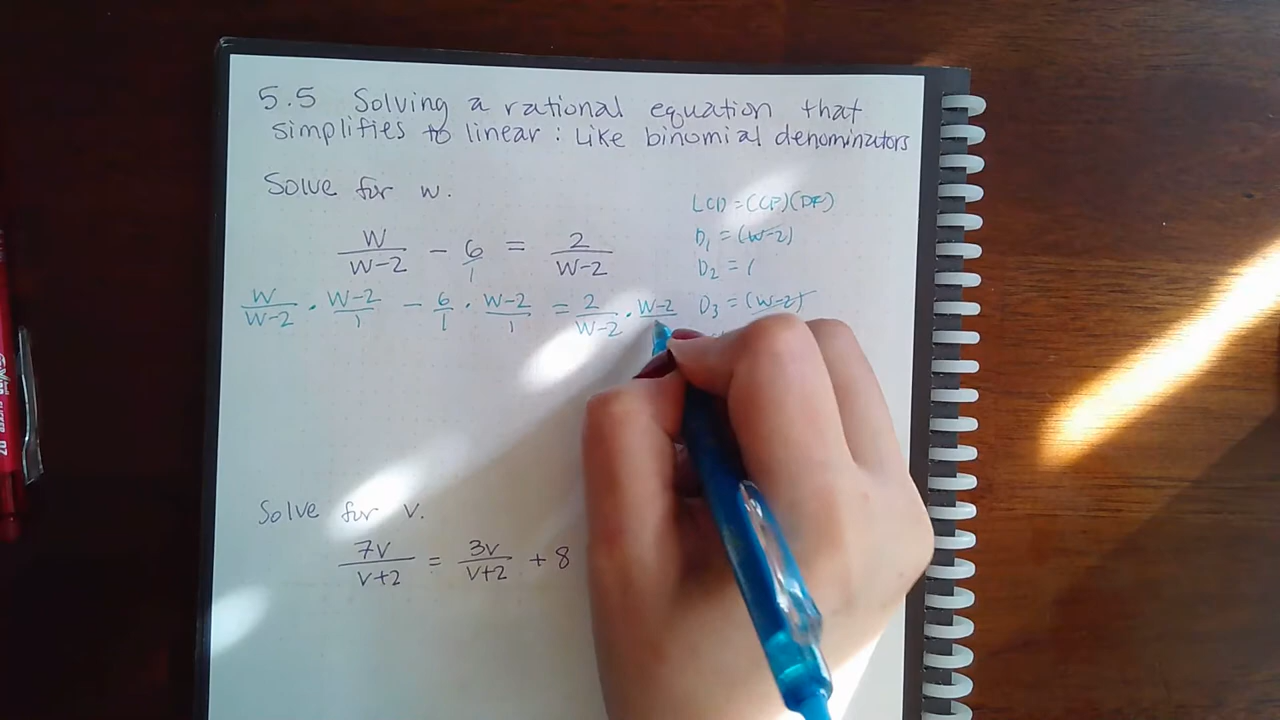 5.5 Solving a rational equation that
simplifies to linear : Like binomial denominators
Solve for w.
LCD = (CF)(DF)
D₁ = (w-2)
W/W-2 - 6/1 = 2/W-2
D₂ = 1
W/W-2 · W-2/1 - 6/1 · W-2/1 = 2/W-2 · W-2
D₃ = (w-2)
Solve for v.
7v/v+2 = 3v/v+2 + 8